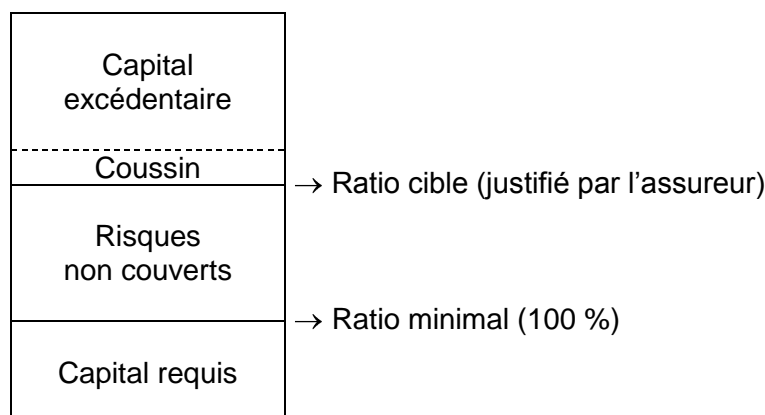 Capital
excédentaire
Coussin
→ Ratio cible (justifié par l’assureur)
Risques
non couverts
→ Ratio minimal (100 %)
Capital requis